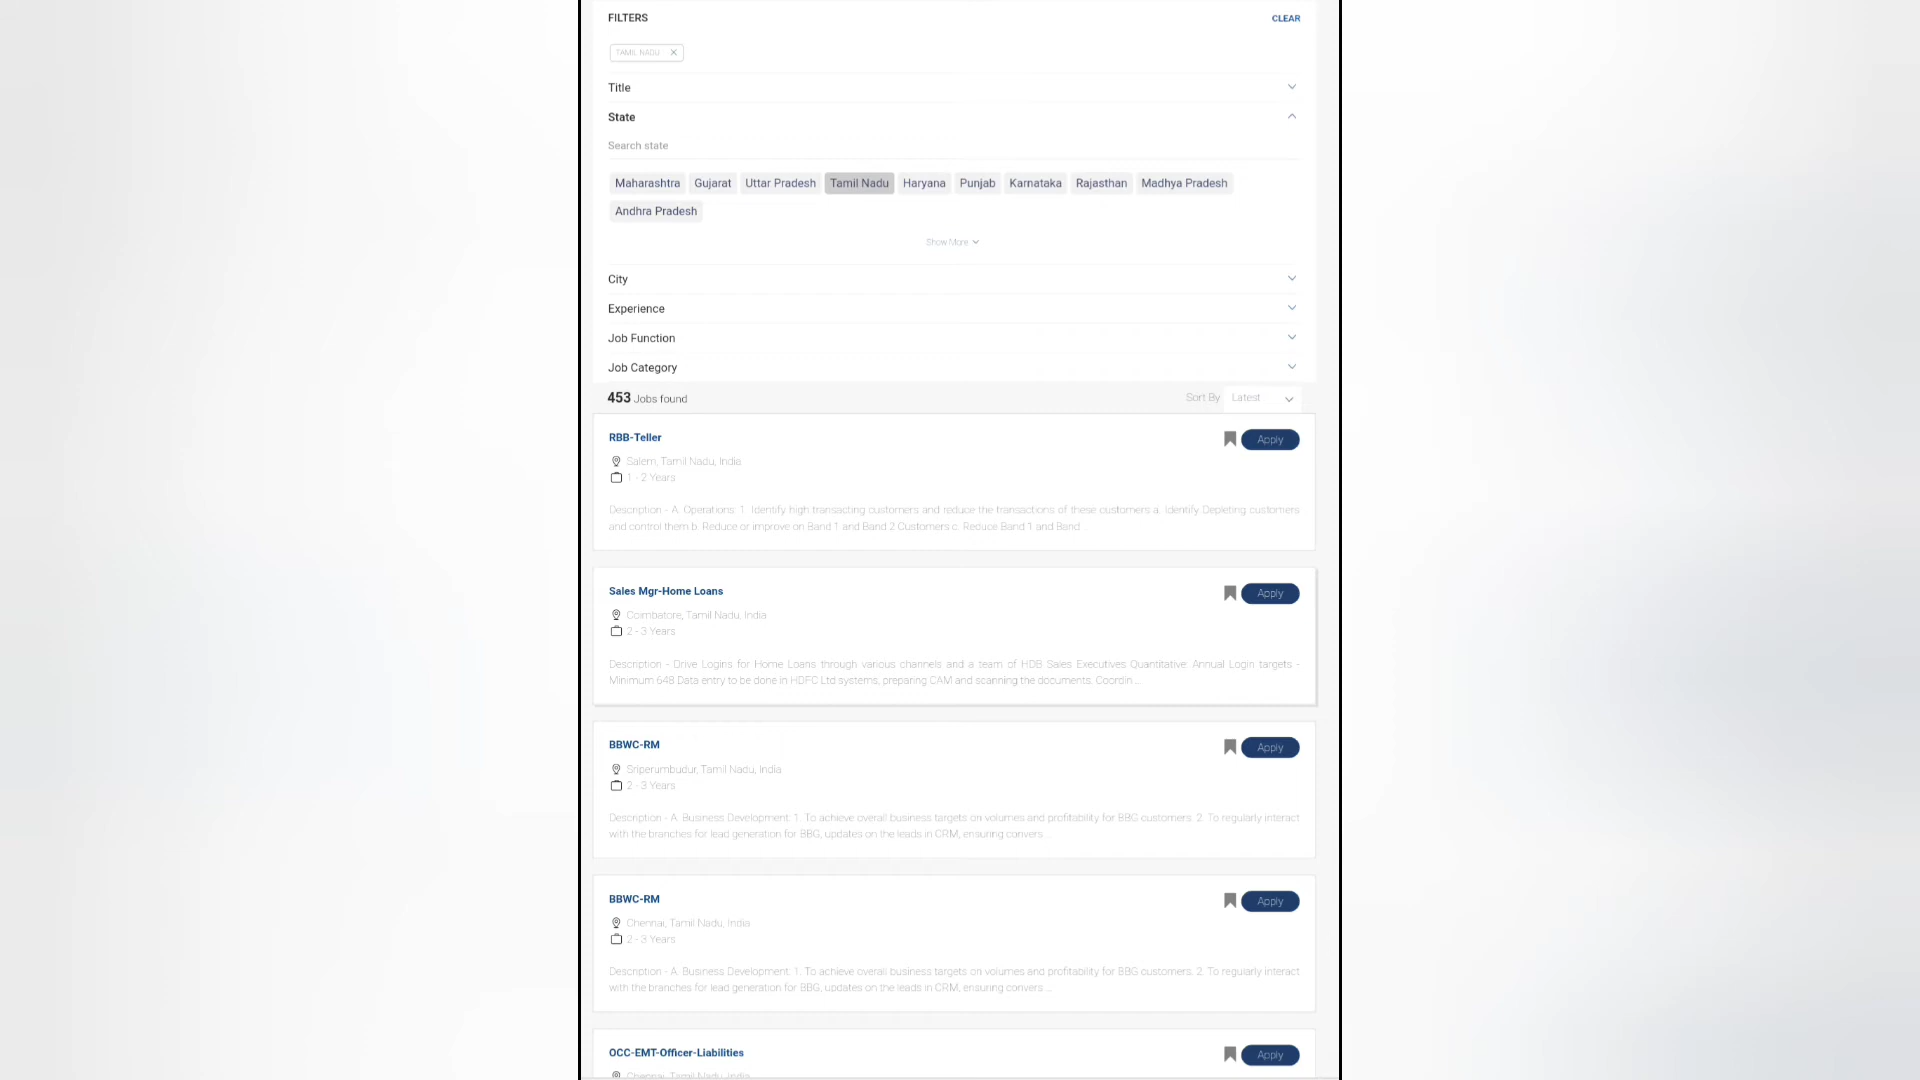 FILTERS CLEAR
TAMIL NADU
Title
State
Search state
Maharashtra Gujarat Uttar Pradesh Tamil Nadu Haryana Punjab Karnataka Rajasthan Madhya Pradesh
Andhra Pradesh
Show More
City
Experience
Job Function
Job Category
453 Jobs found Sort By Latest
RBB-Teller Apply
Salem, Tamil Nadu, India
1 - 2 Years
Description - A. Operations: 1. Identify high transacting customers and reduce the transactions of these customers a. Identify Depleting customers
and control them b. Reduce or improve on Band 1 and Band 2 Customers c. Reduce Band 1 and Band
Sales Mgr-Home Loans Apply
Coimbatore, Tamil Nadu, India
2 - 3 Years
Description - Drive Logins for Home Loans through various channels and a team of HDB Sales Executives Quantitative: Annual Login targets -
Minimum 648 Data entry to be done in HDFC Ltd systems, preparing CAM and scanning the documents. Coordin ...
BBWC-RM Apply
Sriperumbudur, Tamil Nadu, India
2 - 3 Years
Description - A. Business Development: 1. To achieve overall business targets on volumes and profitability for BBG customers. 2. To regularly interact
with the branches for lead generation for BBG, updates on the leads in CRM, ensuring convers ...
BBWC-RM Apply
Chennai, Tamil Nadu, India
2 - 3 Years
Description - A. Business Development: 1. To achieve overall business targets on volumes and profitability for BBG customers. 2. To regularly interact
with the branches for lead generation for BBG, updates on the leads in CRM, ensuring convers ...
OCC-EMT-Officer-Liabilities Apply
Chennai, Tamil Nadu, India